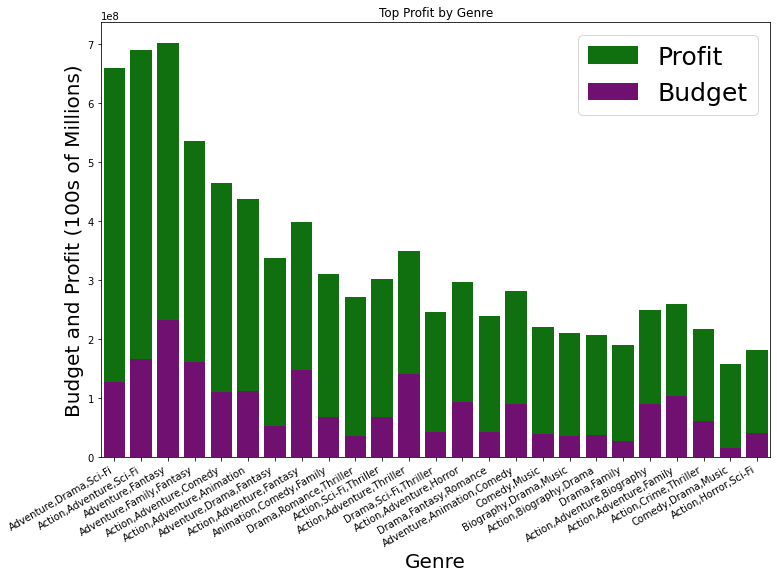 Top Profit by Genre
1e8
Profit
Budget
7
6
5
4
3
2
1
0
Budget and Profit (100s of Millions)
Adventure,Drama,Sci-Fi
Action,Adventure,Sci-Fi
Adventure,Fantasy
Adventure,Family,Fantasy
Action,Adventure,Comedy
Action,Adventure,Animation
Adventure,Drama,Fantasy
Action,Adventure,Fantasy
Animation,Comedy,Family
Drama,Romance,Thriller
Action,Sci-Fi,Thriller
Action,Adventure,Thriller
Drama,Sci-Fi,Thriller
Action,Adventure,Horror
Drama,Fantasy,Romance
Adventure,Animation,Comedy
Comedy,Music
Biography,Drama,Music
Action,Biography,Drama
Drama,Family
Action,Adventure,Biography
Action,Adventure,Family
Action,Crime,Thriller
Comedy,Drama,Music
Action,Horror,Sci-Fi
Genre